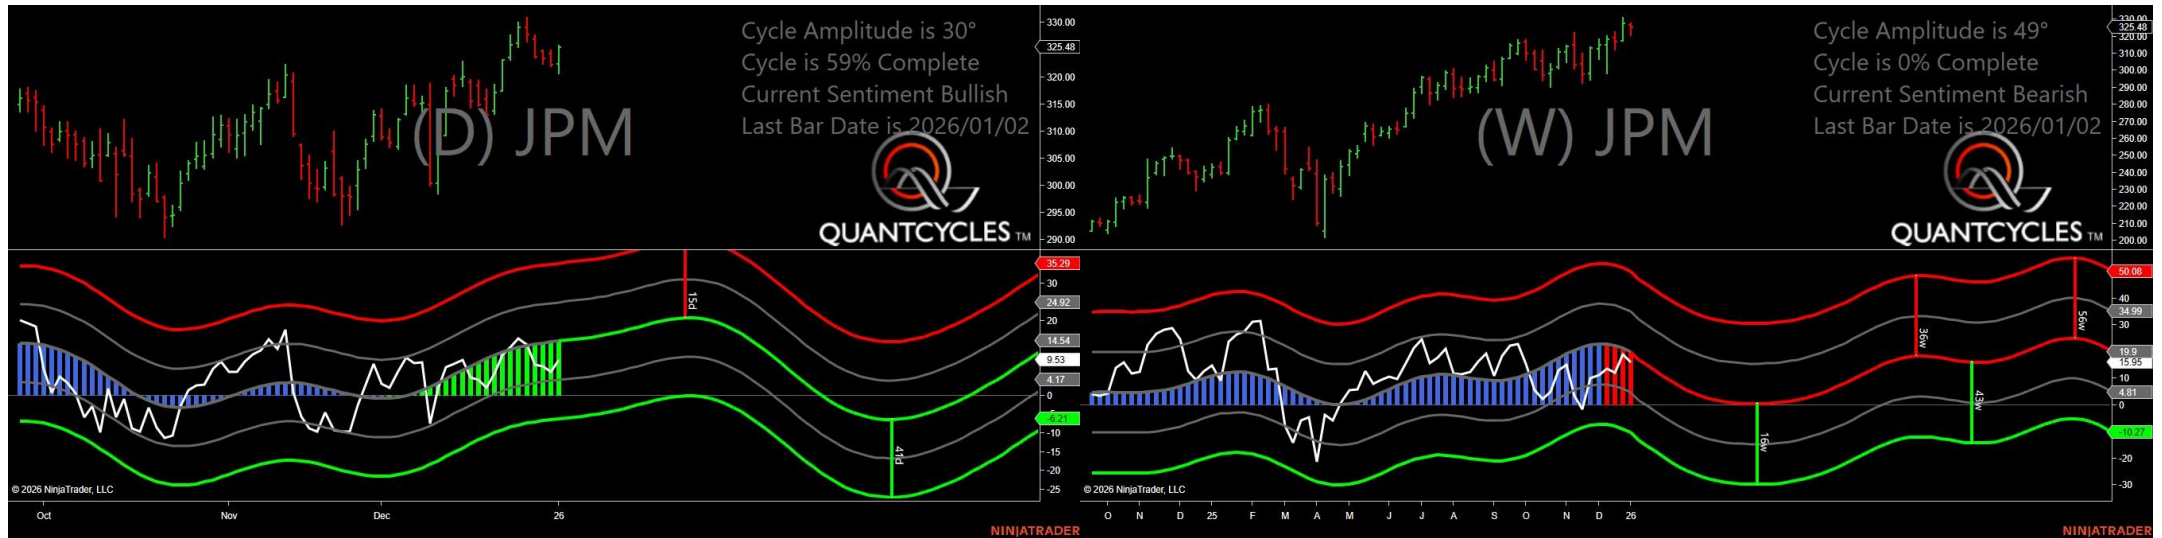 Cycle Amplitude is 30°
Cycle is 59% Complete
Current Sentiment Bullish
Last Bar Date is 2026/01/02
(D) JPM
QUANTCYCLES TM
330.00
325.48
320.00
315.00
310.00
305.00
300.00
295.00
290.00
35.29
30
24.92
20
14.54
9.53
4.17
0
-6.21
-10
-15
-20
-25
15d
41d
© 2026 NinjaTrader, LLC
Oct Nov Dec 26
NINJATRADER
Cycle Amplitude is 49°
Cycle is 0% Complete
Current Sentiment Bearish
Last Bar Date is 2026/01/02
(W) JPM
QUANTCYCLES TM
330.00
325.48
320.00
310.00
300.00
290.00
280.00
270.00
260.00
250.00
240.00
230.00
220.00
210.00
200.00
50.08
40
34.99
30
19.9
15.95
10
4.81
0
-10.27
-20
-30
16w
36w
43w
56w
© 2026 NinjaTrader, LLC
O N D 25 F M A M J J A S O N D 26
NINJATRADER